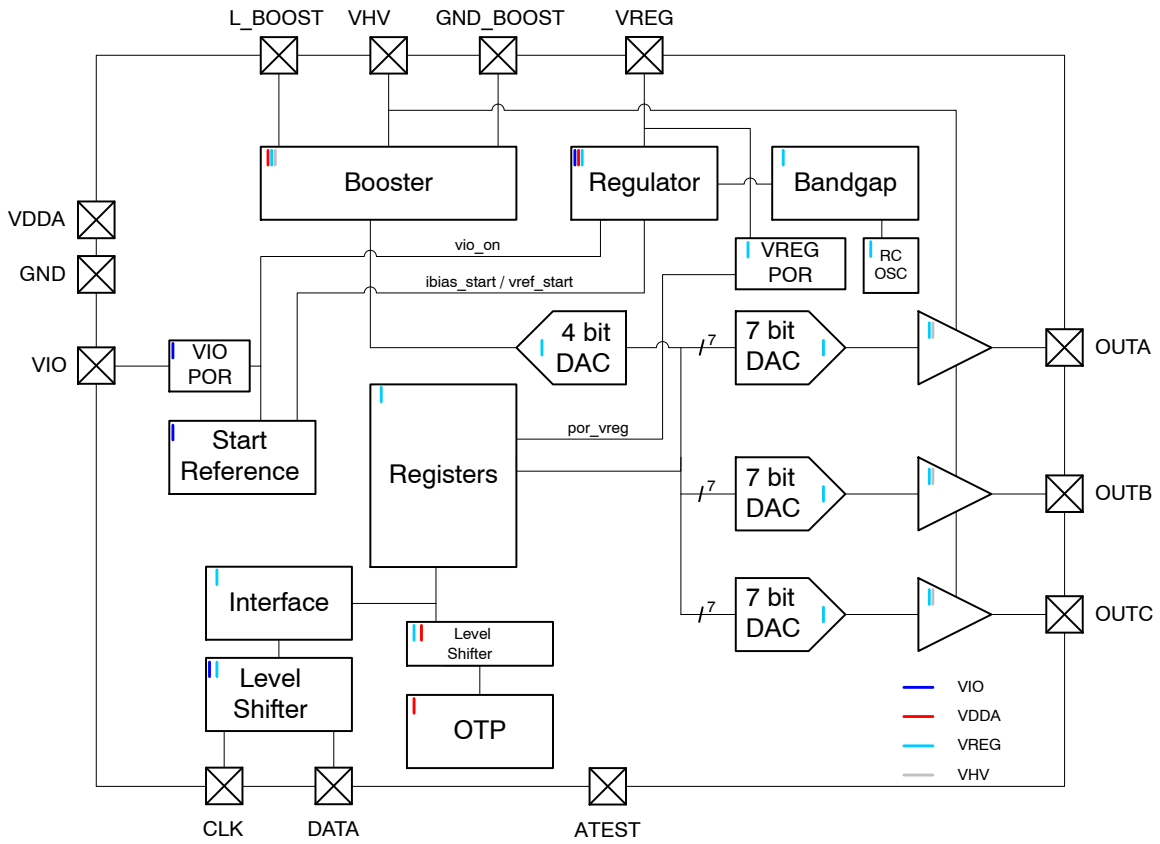 L_BOOST
VHV
GND_BOOST
VREG
Booster
Regulator
Bandgap
VDDA
GND
VIO
vio_on
ibias_start / vref_start
VREG
POR
RC
OSC
VIO
POR
4 bit
DAC
7
7 bit
DAC
OUTA
Start
Reference
por_vreg
Registers
7
7 bit
DAC
OUTB
Interface
7
7 bit
DAC
OUTC
Level
Shifter
Level
Shifter
OTP
VIO
VDDA
VREG
VHV
CLK
DATA
ATEST